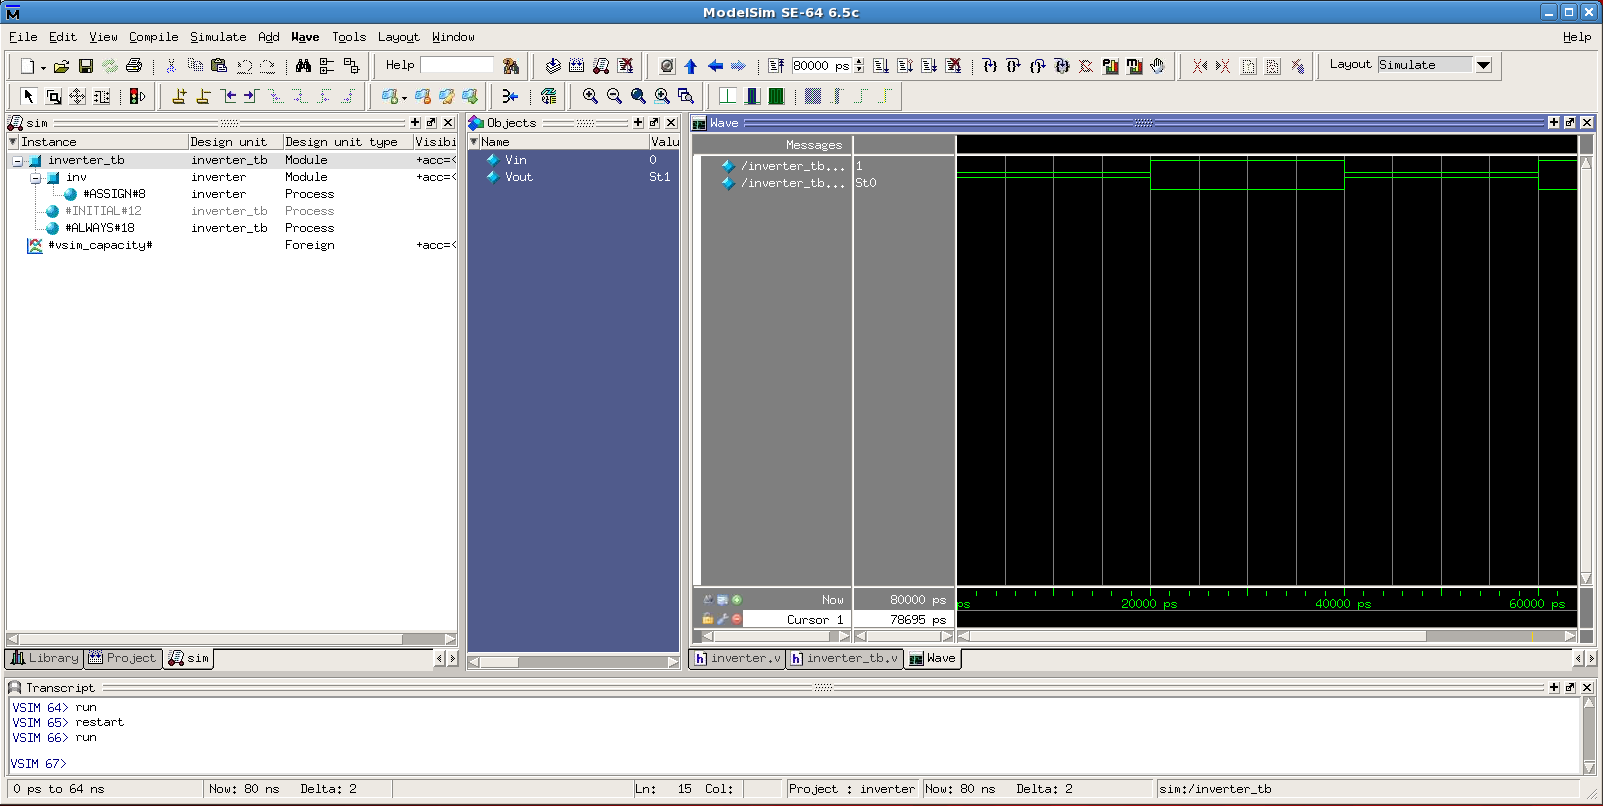 ModelSim SE-64 6.5c
File Edit View Compile Simulate Add Wave Tools Layout Window Help
Help 80000 ps Layout Simulate
sim
Instance Design unit Design unit type Visibi
inverter_tb inverter_tb Module +acc=<
inv inverter Module +acc=<
#ASSIGN#8 inverter Process
#INITIAL#12 inverter_tb Process
#ALWAYS#18 inverter_tb Process
#vsim_capacity# Foreign +acc=<
Library Project sim
Objects
Name Valu
Vin 0
Vout St1
Wave
Messages
/inverter_tb... 1
/inverter_tb... St0
Now 80000 ps
Cursor 1 78695 ps
ps 20000 ps 40000 ps 60000 ps
inverter.v inverter_tb.v Wave
Transcript
VSIM 64> run
VSIM 65> restart
VSIM 66> run
VSIM 67>
0 ps to 64 ns Now: 80 ns Delta: 2 Ln: 15 Col: Project : inverter Now: 80 ns Delta: 2 sim:/inverter_tb